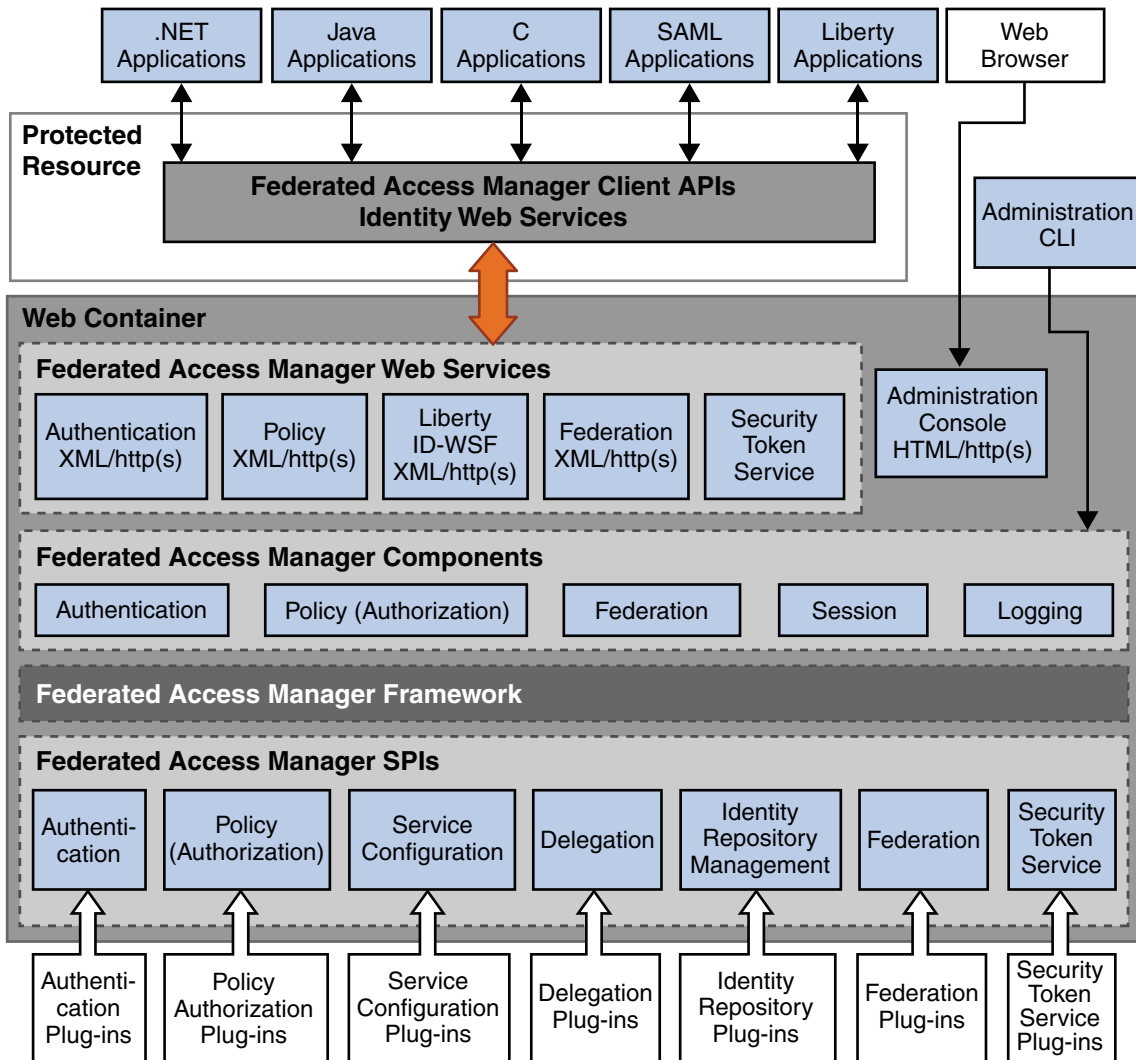 .NET
Applications
Java
Applications
C
Applications
SAML
Applications
Liberty
Applications
Web
Browser
Protected
Resource
Federated Access Manager Client APIs
Identity Web Services
Administration
CLI
Web Container
Federated Access Manager Web Services
Authentication
XML/http(s)
Policy
XML/http(s)
Liberty
ID-WSF
XML/http(s)
Federation
XML/http(s)
Security
Token
Service
Administration
Console
HTML/http(s)
Federated Access Manager Components
Authentication
Policy (Authorization)
Federation
Session
Logging
Federated Access Manager Framework
Federated Access Manager SPIs
Authenti-
cation
Policy
(Authorization)
Service
Configuration
Delegation
Identity
Repository
Management
Federation
Security
Token
Service
Authenti-
cation
Plug-ins
Policy
Authorization
Plug-ins
Service
Configuration
Plug-ins
Delegation
Plug-ins
Identity
Repository
Plug-ins
Federation
Plug-ins
Security
Token
Service
Plug-ins